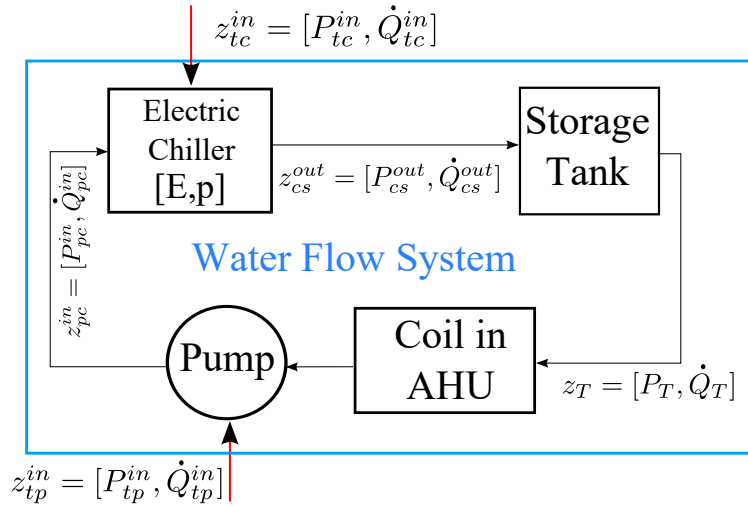 $z_{tc}^{in} = [P_{tc}^{in}, \dot{Q}_{tc}^{in}]$
Electric
Chiller
[E,p]
Storage
Tank
$z_{cs}^{out} = [P_{cs}^{out}, \dot{Q}_{cs}^{out}]$
$z_{pc}^{in} = [P_{pc}^{in}, \dot{Q}_{pc}^{in}]$
Water Flow System
Pump
Coil in
AHU
$z_T = [P_T, \dot{Q}_T]$
$z_{tp}^{in} = [P_{tp}^{in}, \dot{Q}_{tp}^{in}]$